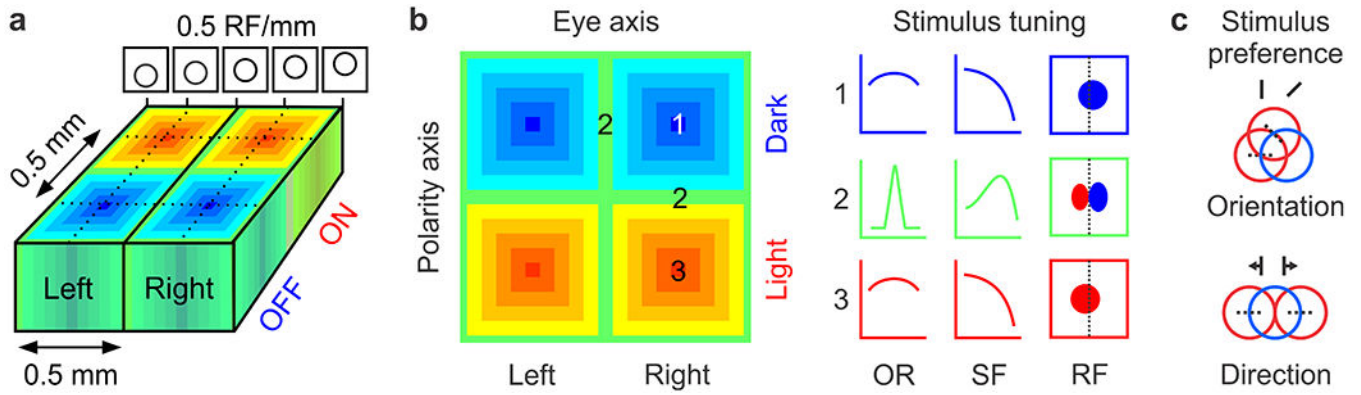 a
0.5 RF/mm
0.5 mm
Left
Right
ON
OFF
0.5 mm
b
Eye axis
Polarity axis
1
2
2
3
Dark
Light
Left
Right
Stimulus tuning
1
2
3
OR
SF
RF
c
Stimulus
preference
Orientation
Direction